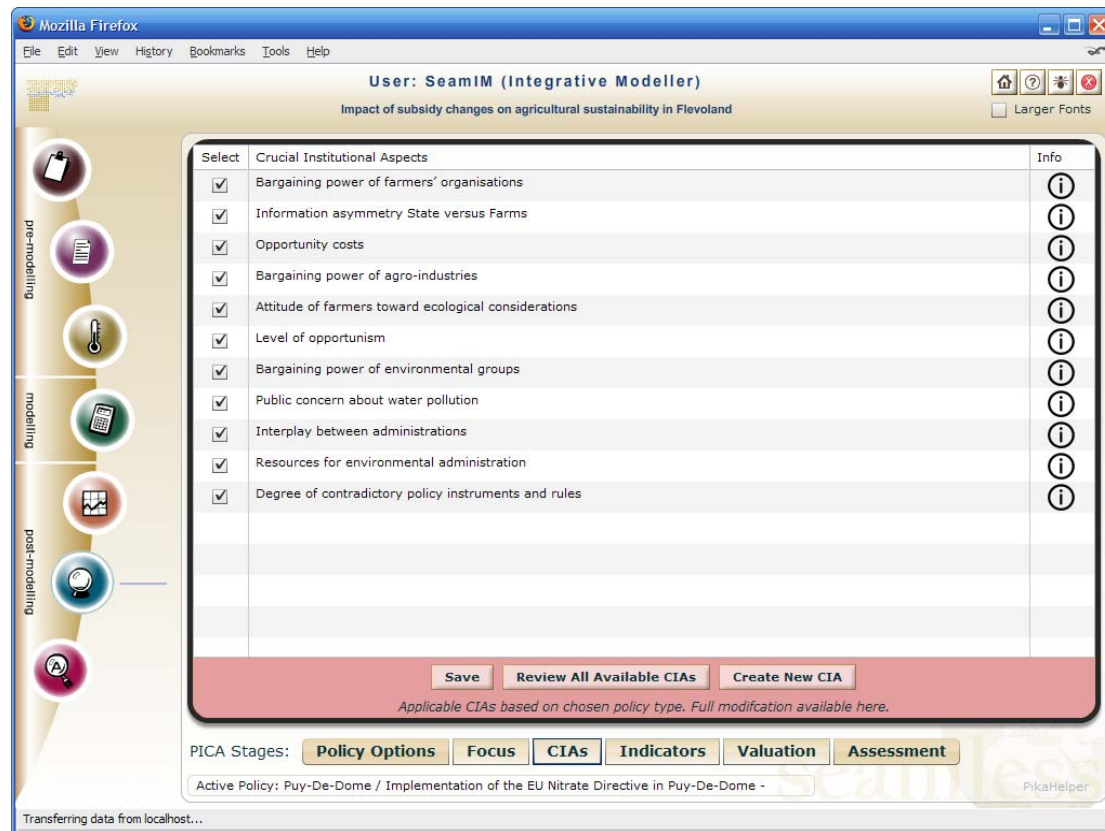 Mozilla Firefox
File Edit View History Bookmarks Tools Help
User: SeamIM (Integrative Modeller)
Impact of subsidy changes on agricultural sustainability in Flevoland
Larger Fonts
pre-modelling
modelling
post-modelling
Select Crucial Institutional Aspects Info
Bargaining power of farmers' organisations
Information asymmetry State versus Farms
Opportunity costs
Bargaining power of agro-industries
Attitude of farmers toward ecological considerations
Level of opportunism
Bargaining power of environmental groups
Public concern about water pollution
Interplay between administrations
Resources for environmental administration
Degree of contradictory policy instruments and rules
Save Review All Available CIAs Create New CIA
Applicable CIAs based on chosen policy type. Full modifcation available here.
PICA Stages: Policy Options Focus CIAs Indicators Valuation Assessment
Active Policy: Puy-De-Dome / Implementation of the EU Nitrate Directive in Puy-De-Dome -
seamless
PikaHelper
Transferring data from localhost...